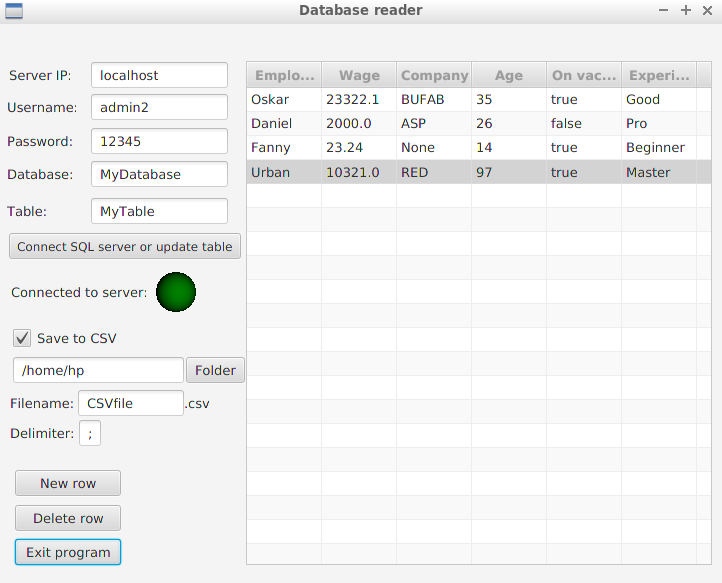 Database reader
Server IP: localhost
Username: admin2
Password: 12345
Database: MyDatabase
Table: MyTable
Connect SQL server or update table
Connected to server:
Save to CSV
/home/hp Folder
Filename: CSVfile .csv
Delimiter: ;
New row
Delete row
Exit program
Emplo... Wage Company Age On vac... Experi...
Oskar 23322.1 BUFAB 35 true Good
Daniel 2000.0 ASP 26 false Pro
Fanny 23.24 None 14 true Beginner
Urban 10321.0 RED 97 true Master